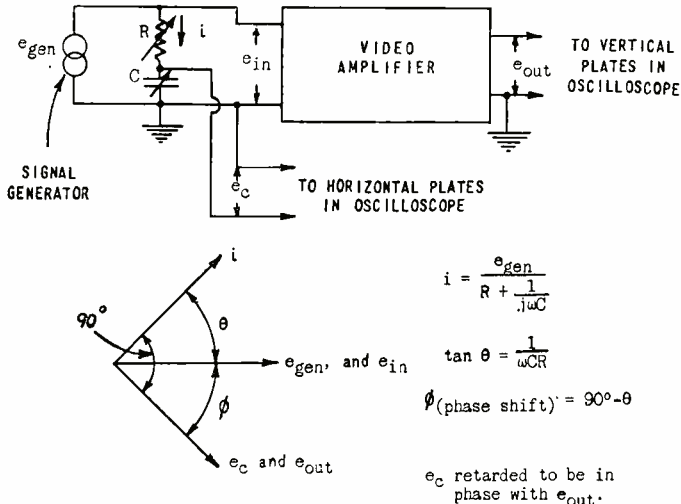 e_gen
R
i
C
e_in
VIDEO
AMPLIFIER
e_out
TO VERTICAL
PLATES IN
OSCILLOSCOPE
SIGNAL
GENERATOR
e_c
TO HORIZONTAL PLATES
IN OSCILLOSCOPE
i
90°
θ
e_gen, and e_in
ϕ
e_c and e_out
i = e_gen / (R + 1/jωC)
tan θ = 1/ωCR
ϕ(phase shift) = 90°-θ
e_c retarded to be in
phase with e_out.